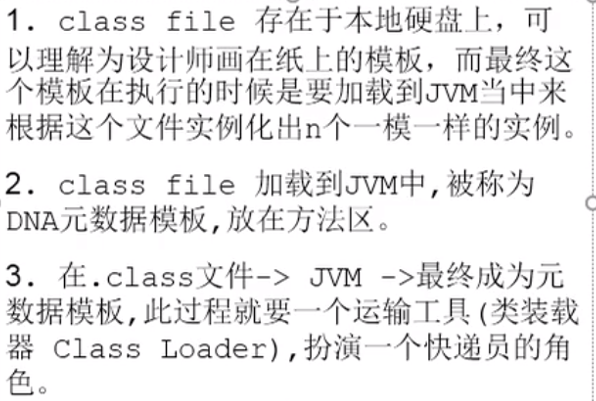 1. class file 存在于本地硬盘上，可
以理解为设计师画在纸上的模板，而最终这
个模板在执行的时候是要加载到JVM当中来
根据这个文件实例化出n个一模一样的实例。
2. class file 加载到JVM中,被称为
DNA元数据模板,放在方法区。
3. 在.class文件-> JVM ->最终成为元
数据模板,此过程就要一个运输工具(类装载
器 Class Loader),扮演一个快递员的角
色。